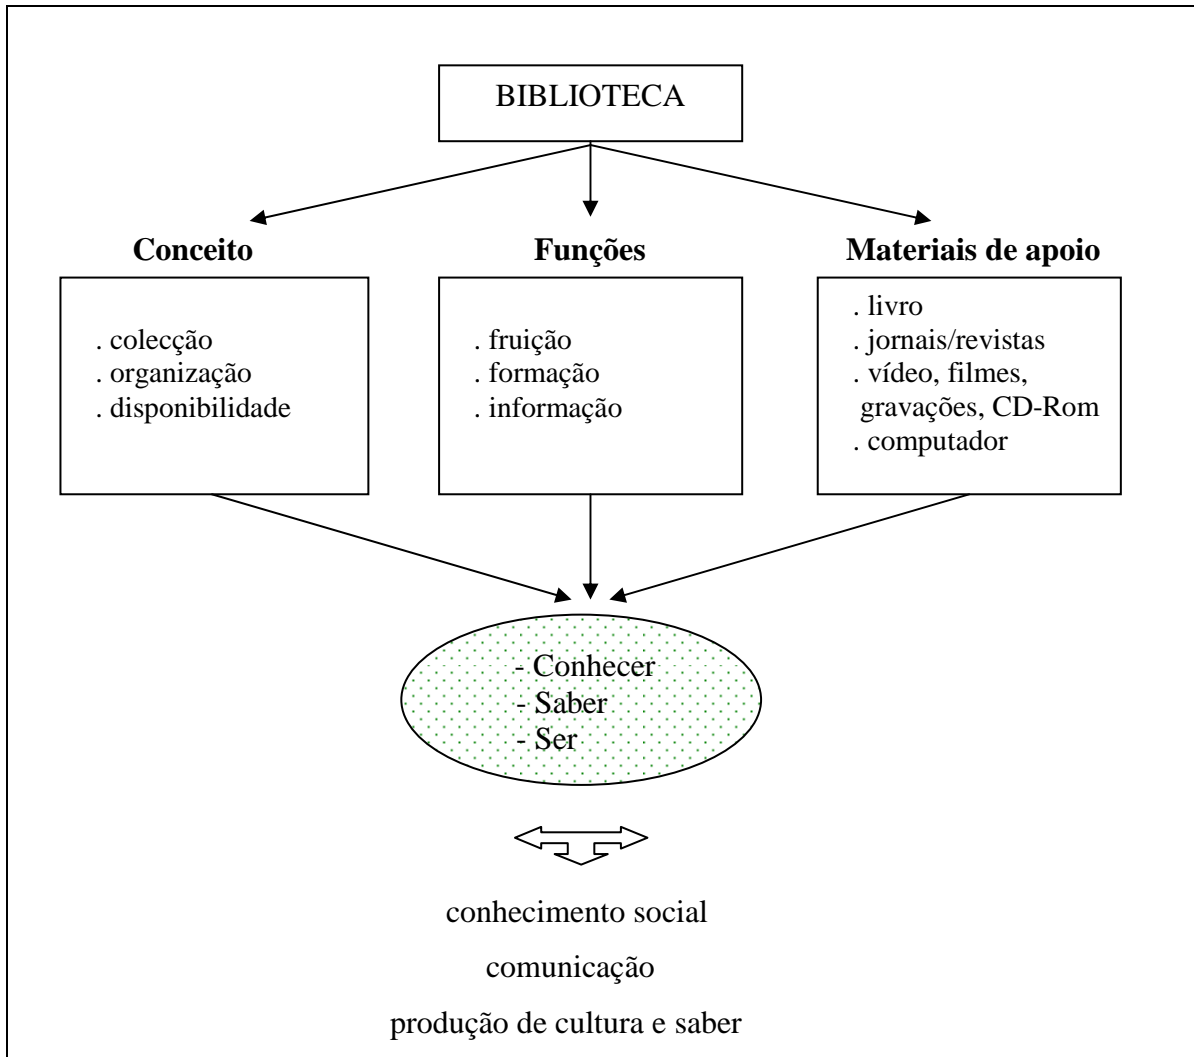 BIBLIOTECA
Conceito
. colecção
. organização
. disponibilidade
Funções
. fruição
. formação
. informação
Materiais de apoio
. livro
. jornais/revistas
. vídeo, filmes,
gravações, CD-Rom
. computador
- Conhecer
- Saber
- Ser
conhecimento social
comunicação
produção de cultura e saber